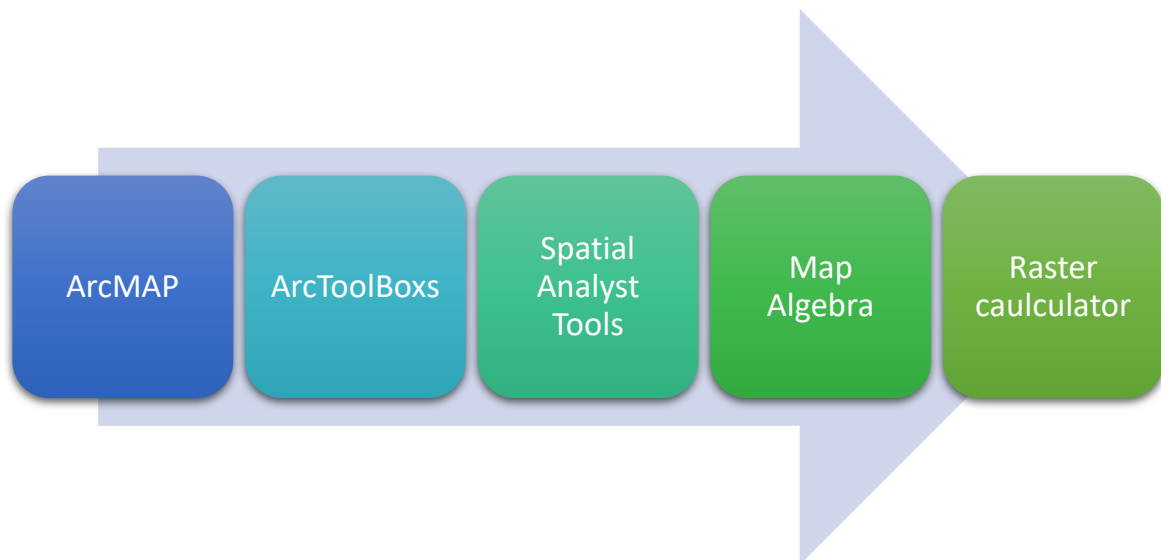 ArcMAP
ArcToolBoxs
Spatial
Analyst
Tools
Map
Algebra
Raster
caulculator